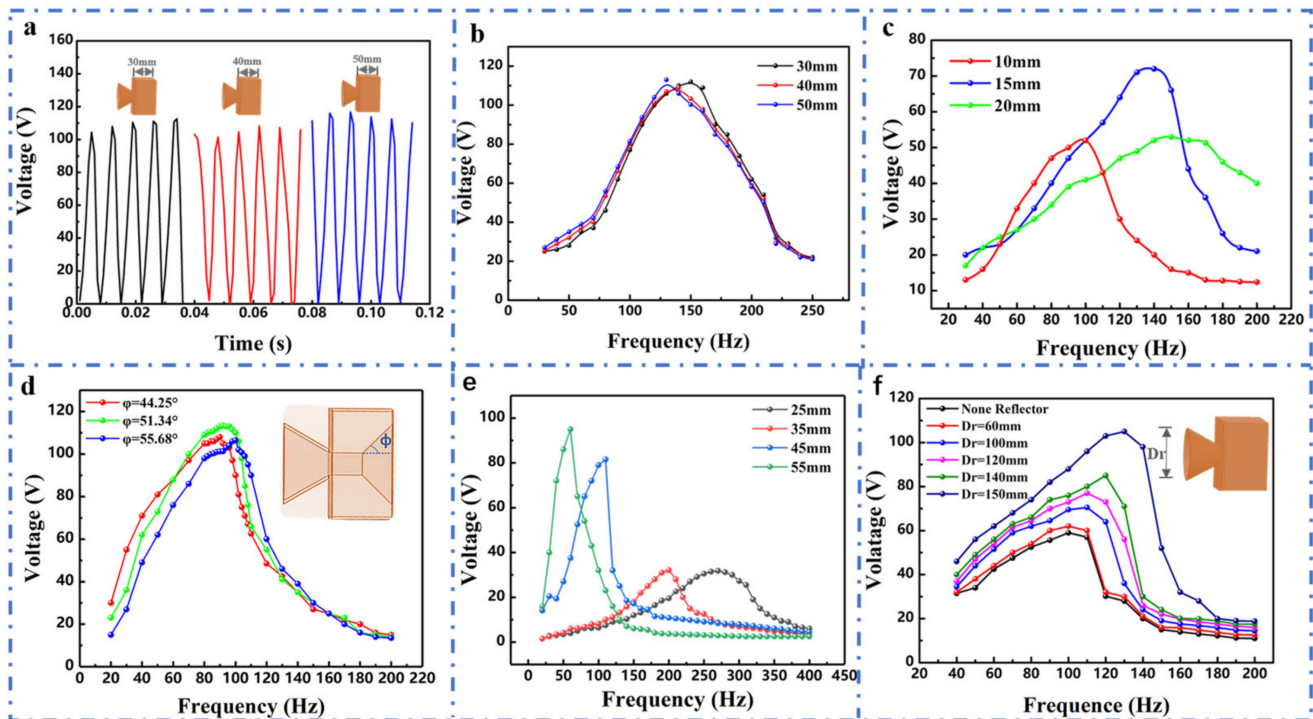 a
Voltage (V)
160
140
120
100
80
60
40
20
0
30mm
40mm
50mm
0.02 0.04 0.06 0.08 0.10 0.12
Time (s)
b
Voltage (V)
120
100
80
60
40
20
0
30mm
40mm
50mm
0 50 100 150 200 250
Frequency (Hz)
c
Voltage (V)
80
70
60
50
40
30
20
10
10mm
15mm
20mm
20 40 60 80 100 120 140 160 180 200 220
Frequency (Hz)
d
Voltage (V)
120
100
80
60
40
20
0
φ=44.25°
φ=51.34°
φ=55.68°
ϕ
0 20 40 60 80 100 120 140 160 180 200
Frequency (Hz)
e
Voltage (V)
100
80
60
40
20
0
25mm
35mm
45mm
55mm
0 50 100 150 200 250 300 350 400 450
Frequency (Hz)
f
Volatage (V)
120
100
80
60
40
20
0
None Reflector
Dr=60mm
Dr=100mm
Dr=120mm
Dr=140mm
Dr=150mm
Dr
20 40 60 80 100 120 140 160 180 200
Frequence (Hz)